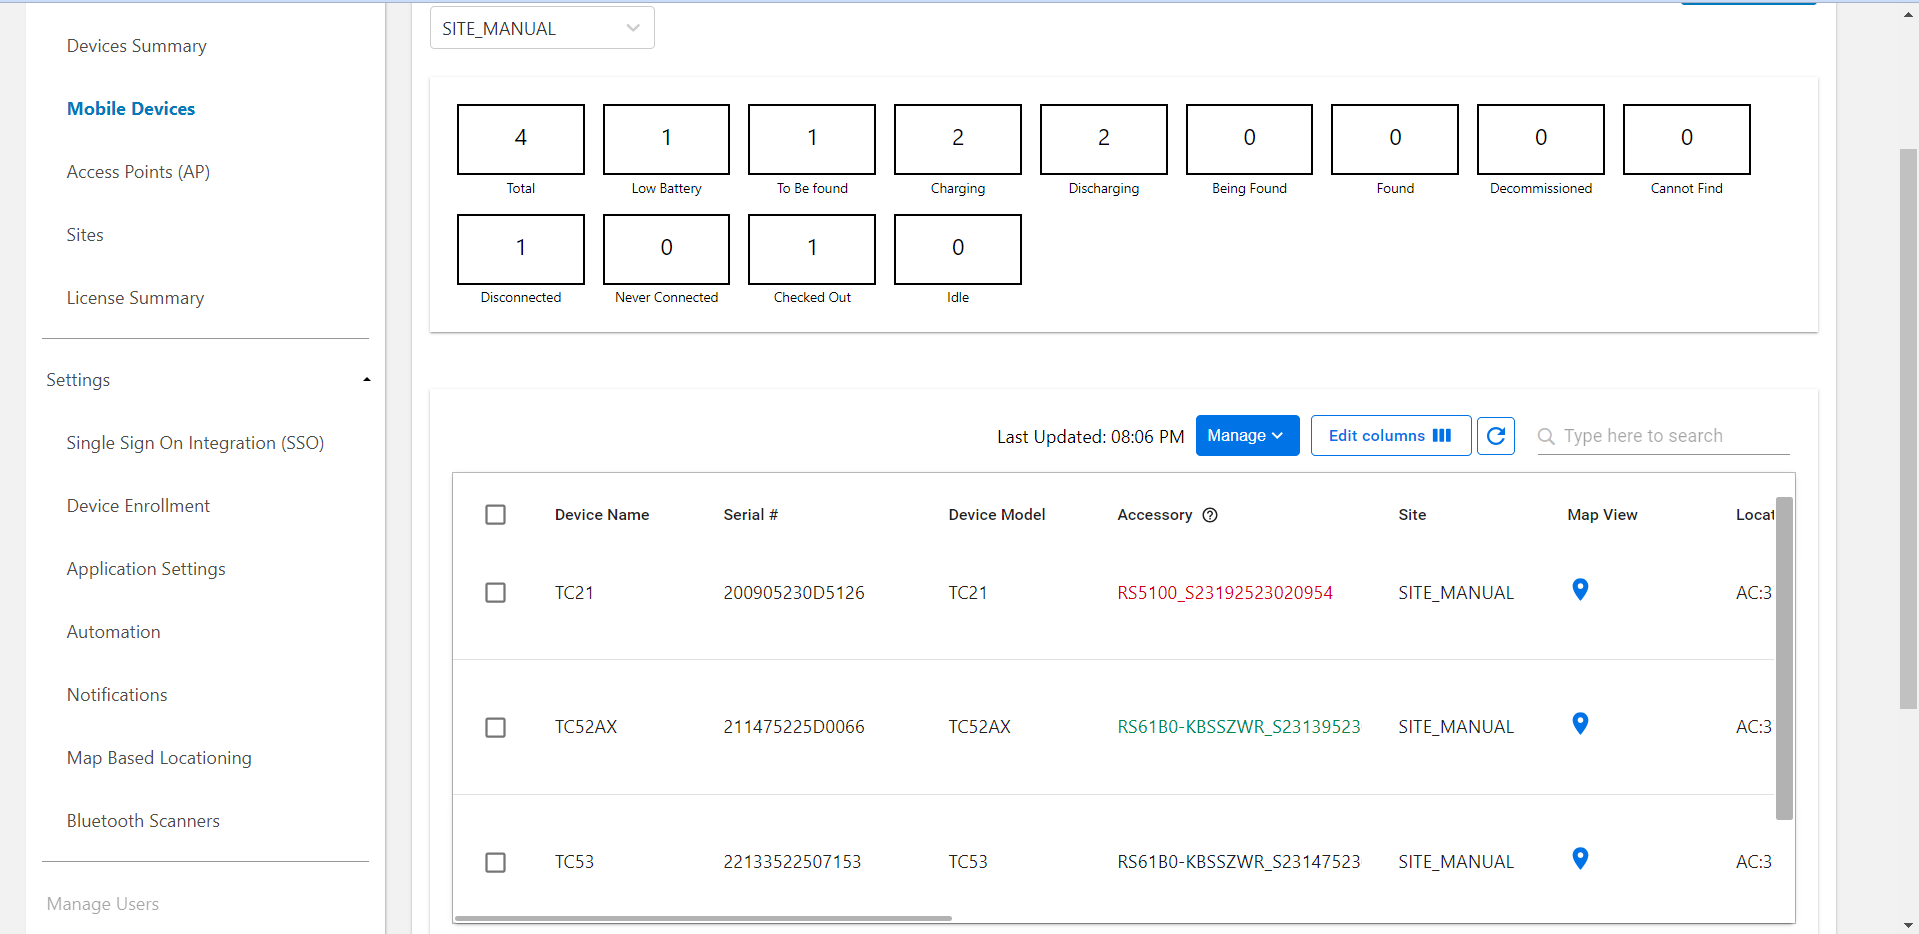 SITE_MANUAL
Devices Summary
Mobile Devices
Access Points (AP)
Sites
License Summary
Settings
Single Sign On Integration (SSO)
Device Enrollment
Application Settings
Automation
Notifications
Map Based Locationing
Bluetooth Scanners
Manage Users
4 1 1 2 2 0 0 0 0
Total Low Battery To Be found Charging Discharging Being Found Found Decommissioned Cannot Find
1 0 1 0
Disconnected Never Connected Checked Out Idle
Last Updated: 08:06 PM Manage Edit columns Type here to search
Device Name Serial # Device Model Accessory Site Map View Locat
TC21 200905230D5126 TC21 RS5100_S23192523020954 SITE_MANUAL AC:3
TC52AX 211475225D0066 TC52AX RS61B0-KBSSZWR_S23139523 SITE_MANUAL AC:3
TC53 22133522507153 TC53 RS61B0-KBSSZWR_S23147523 SITE_MANUAL AC:3